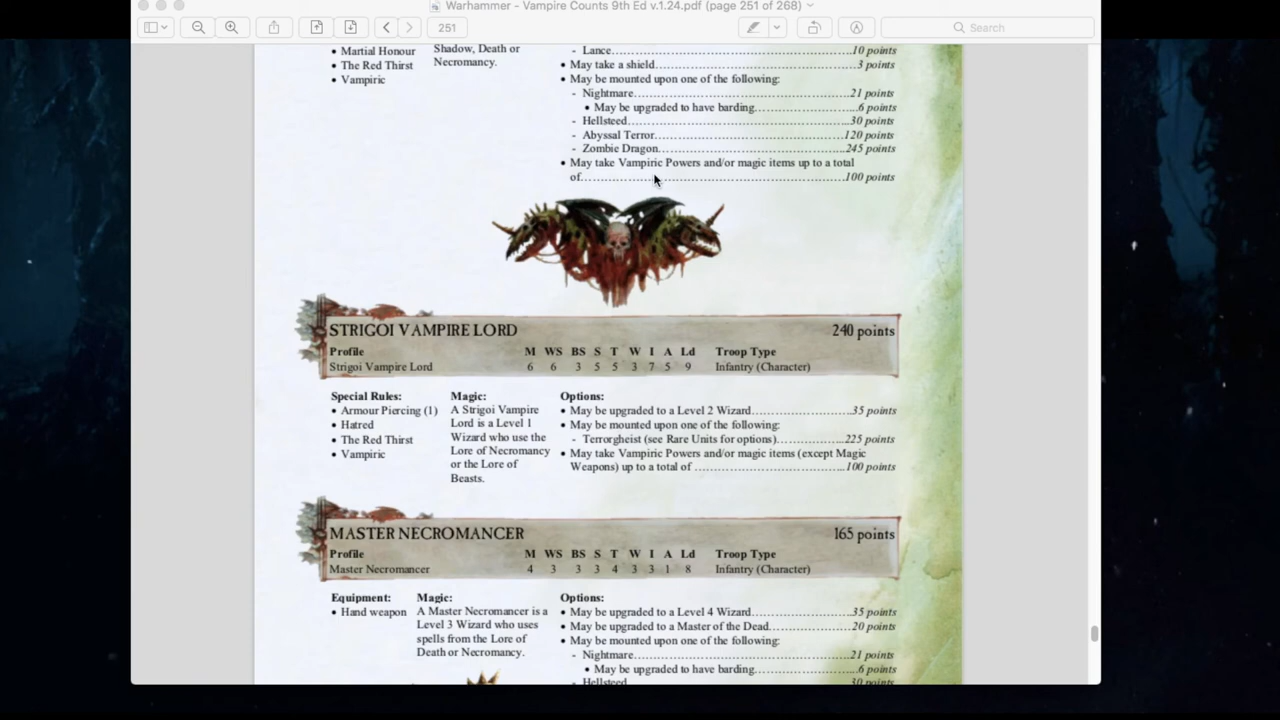 Warhammer - Vampire Counts 9th Ed v.1.24.pdf (page 251 of 268)
251
Search
• Martial Honour
• The Red Thirst
• Vampiric
Shadow, Death or
Necromancy.
- Lance 10 points
• May take a shield 3 points
• May be mounted upon one of the following:
- Nightmare 21 points
• May be upgraded to have barding 6 points
- Hellsteed 30 points
- Abyssal Terror 120 points
- Zombie Dragon 245 points
• May take Vampiric Powers and/or magic items up to a total
of 100 points
STRIGOI VAMPIRE LORD 240 points
Profile M WS BS S T W I A Ld Troop Type
Strigoi Vampire Lord 6 6 3 5 5 3 7 5 9 Infantry (Character)
Special Rules:
• Armour Piercing (1)
• Hatred
• The Red Thirst
• Vampiric
Magic:
A Strigoi Vampire
Lord is a Level 1
Wizard who use the
Lore of Necromancy
or the Lore of
Beasts.
Options:
• May be upgraded to a Level 2 Wizard 35 points
• May be mounted upon one of the following:
- Terrorgheist (see Rare Units for options) 225 points
• May take Vampiric Powers and/or magic items (except Magic
Weapons) up to a total of 100 points
MASTER NECROMANCER 165 points
Profile M WS BS S T W I A Ld Troop Type
Master Necromancer 4 3 3 3 4 3 3 1 8 Infantry (Character)
Equipment:
• Hand weapon
Magic:
A Master Necromancer is a
Level 3 Wizard who uses
spells from the Lore of
Death or Necromancy.
Options:
• May be upgraded to a Level 4 Wizard 35 points
• May be upgraded to a Master of the Dead 20 points
• May be mounted upon one of the following:
- Nightmare 21 points
• May be upgraded to have barding 6 points
- Hellsteed 30 points